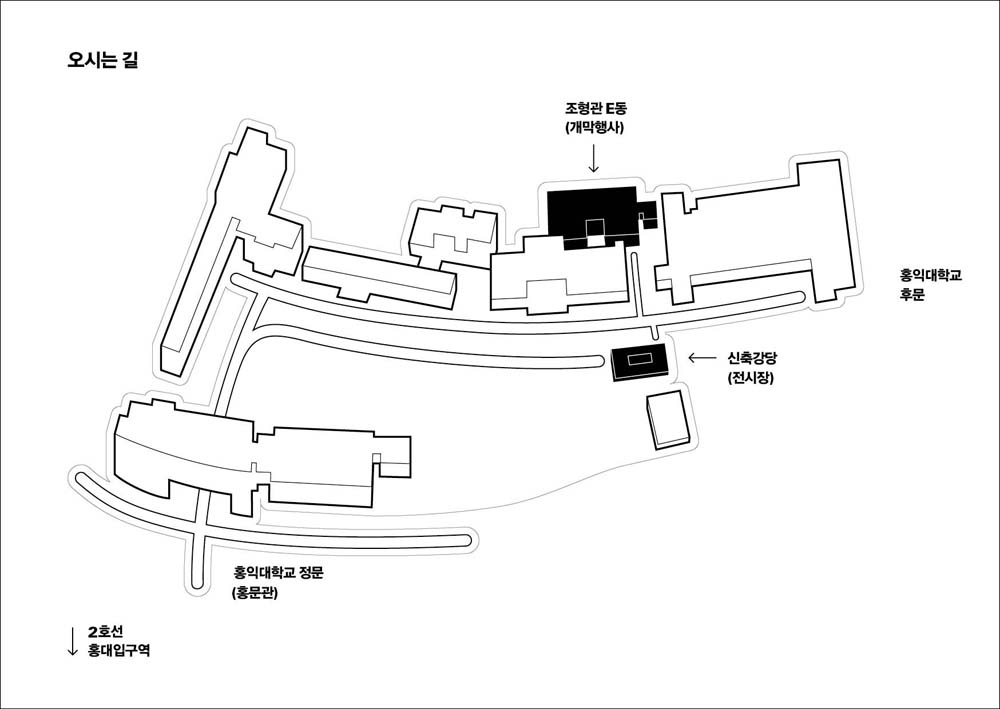 오시는 길
조형관 E동
(개막행사)
홍익대학교
후문
신축강당
(전시장)
홍익대학교 정문
(홍문관)
2호선
홍대입구역